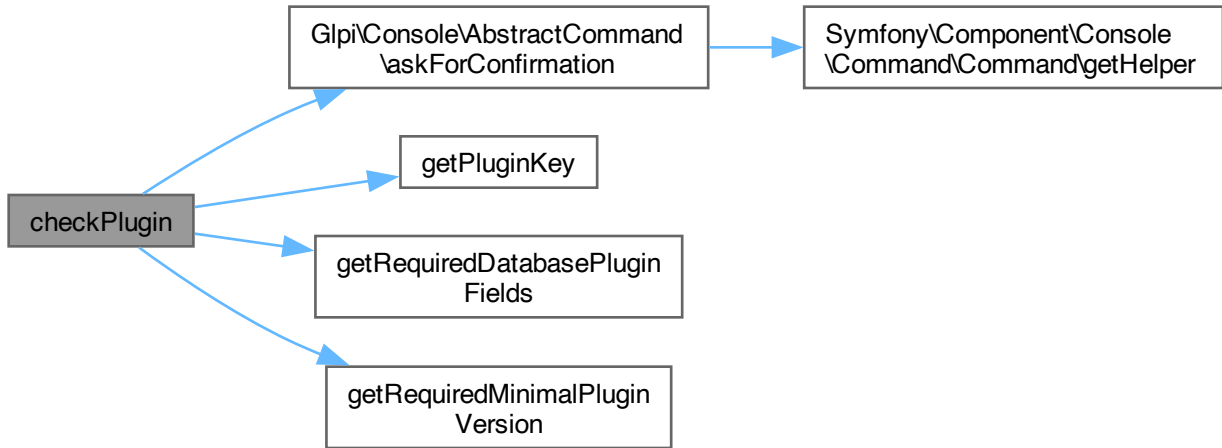 Glpi\Console\AbstractCommand
\askForConfirmation
Symfony\Component\Console
\Command\Command\getHelper
getPluginKey
checkPlugin
getRequiredDatabasePlugin
Fields
getRequiredMinimalPlugin
Version